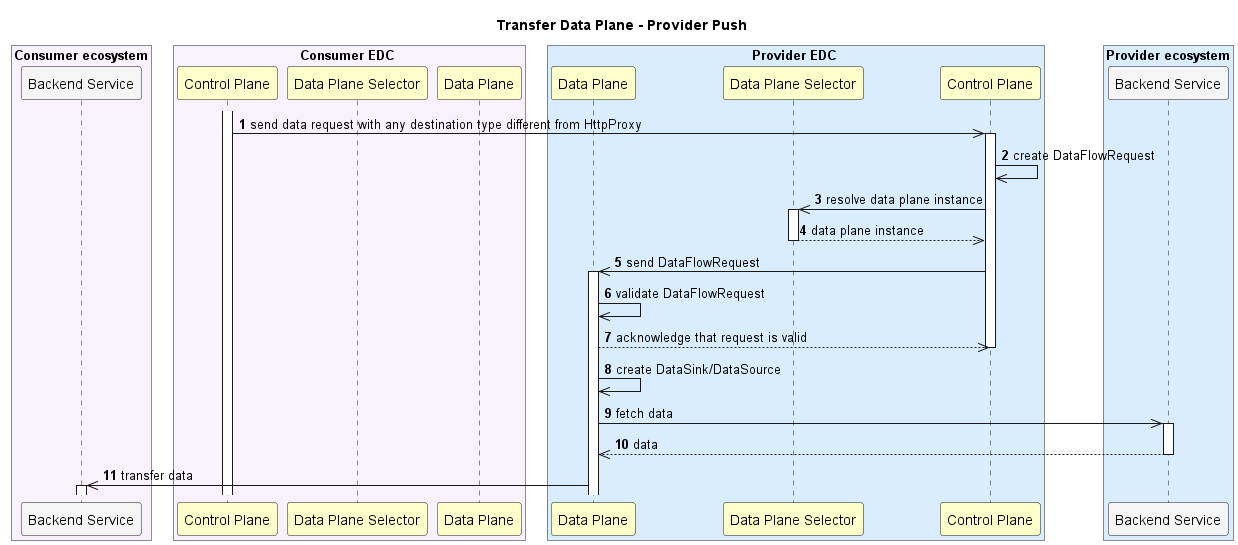 Transfer Data Plane - Provider Push
Consumer ecosystem
Consumer EDC
Provider EDC
Provider ecosystem
Backend Service
Control Plane
Data Plane Selector
Data Plane
Data Plane
Data Plane Selector
Control Plane
Backend Service
1 send data request with any destination type different from HttpProxy
2 create DataFlowRequest
3 resolve data plane instance
4 data plane instance
5 send DataFlowRequest
6 validate DataFlowRequest
7 acknowledge that request is valid
8 create DataSink/DataSource
9 fetch data
10 data
11 transfer data
Backend Service
Control Plane
Data Plane Selector
Data Plane
Data Plane
Data Plane Selector
Control Plane
Backend Service